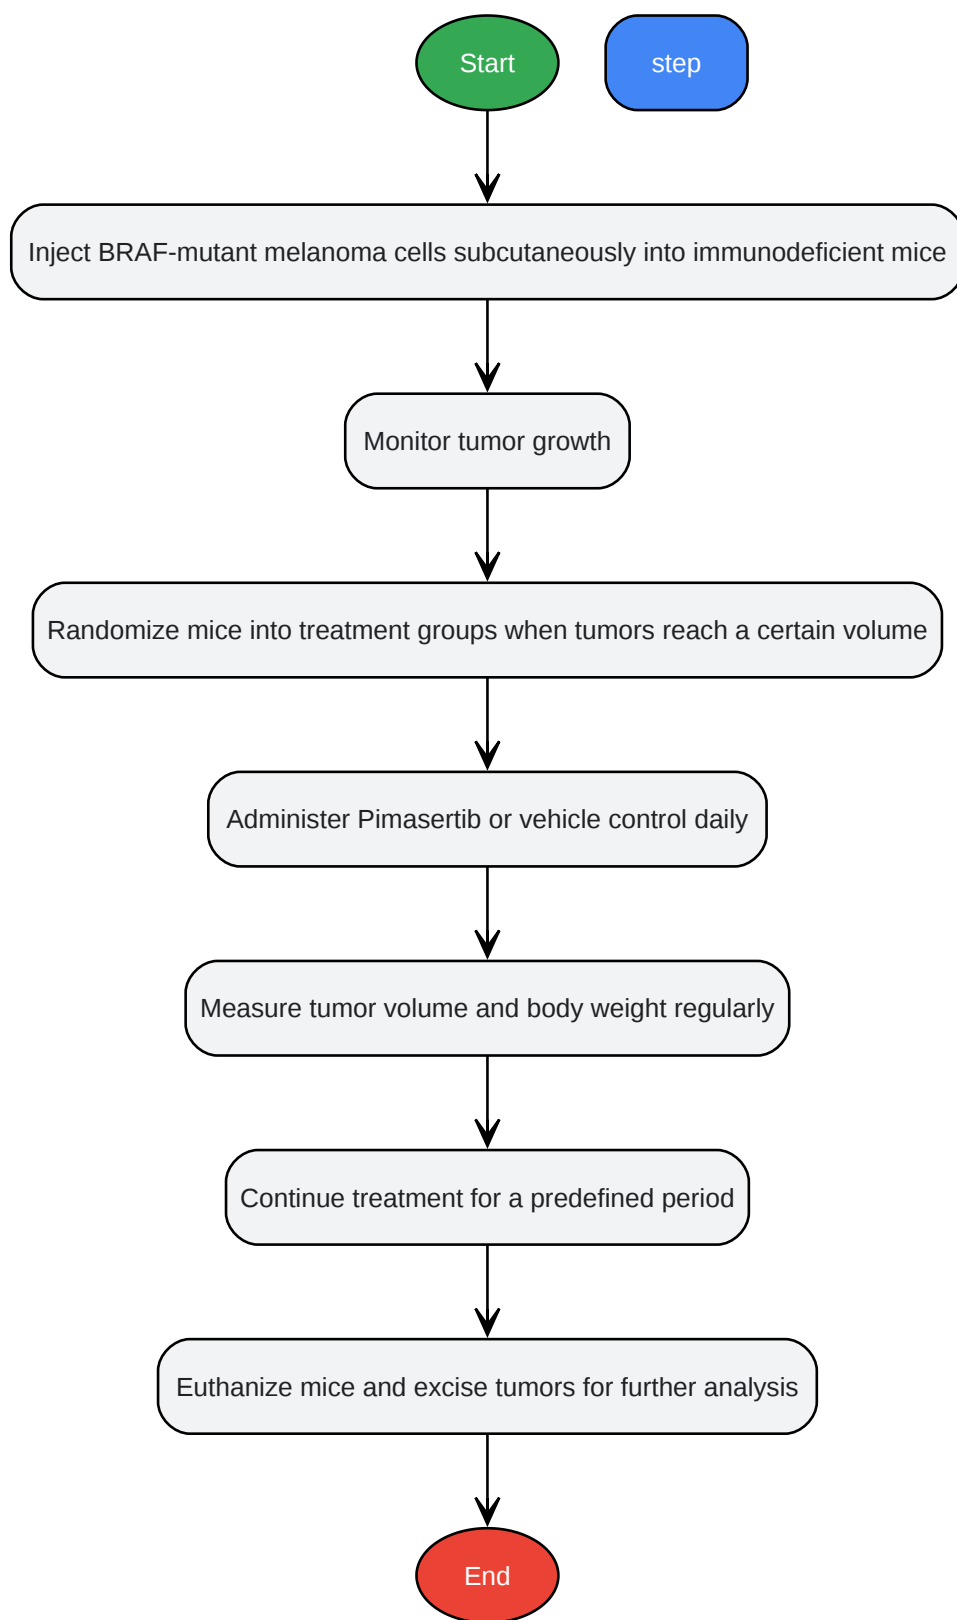 Start
step
Inject BRAF-mutant melanoma cells subcutaneously into immunodeficient mice
Monitor tumor growth
Randomize mice into treatment groups when tumors reach a certain volume
Administer Pimasertib or vehicle control daily
Measure tumor volume and body weight regularly
Continue treatment for a predefined period
Euthanize mice and excise tumors for further analysis
End